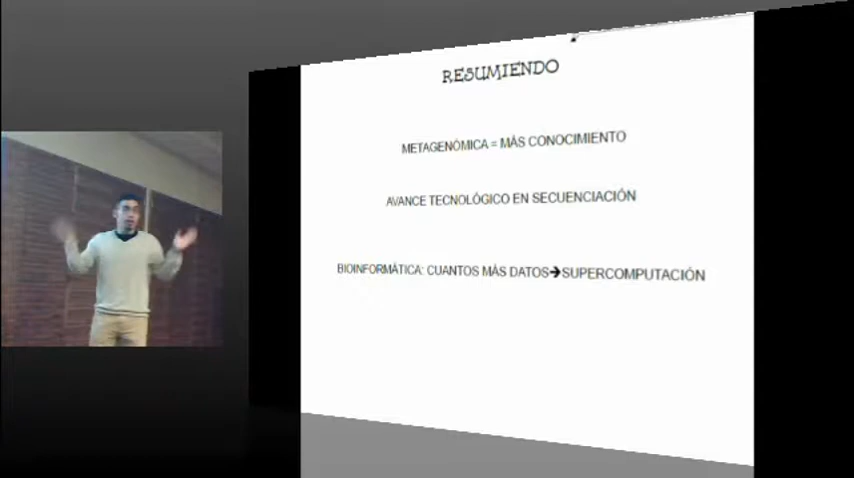 RESUMIENDO
METAGENÓMICA = MÁS CONOCIMIENTO
AVANCE TECNOLÓGICO EN SECUENCIACIÓN
BIOINFORMÁTICA: CUANTOS MÁS DATOS➔SUPERCOMPUTACIÓN